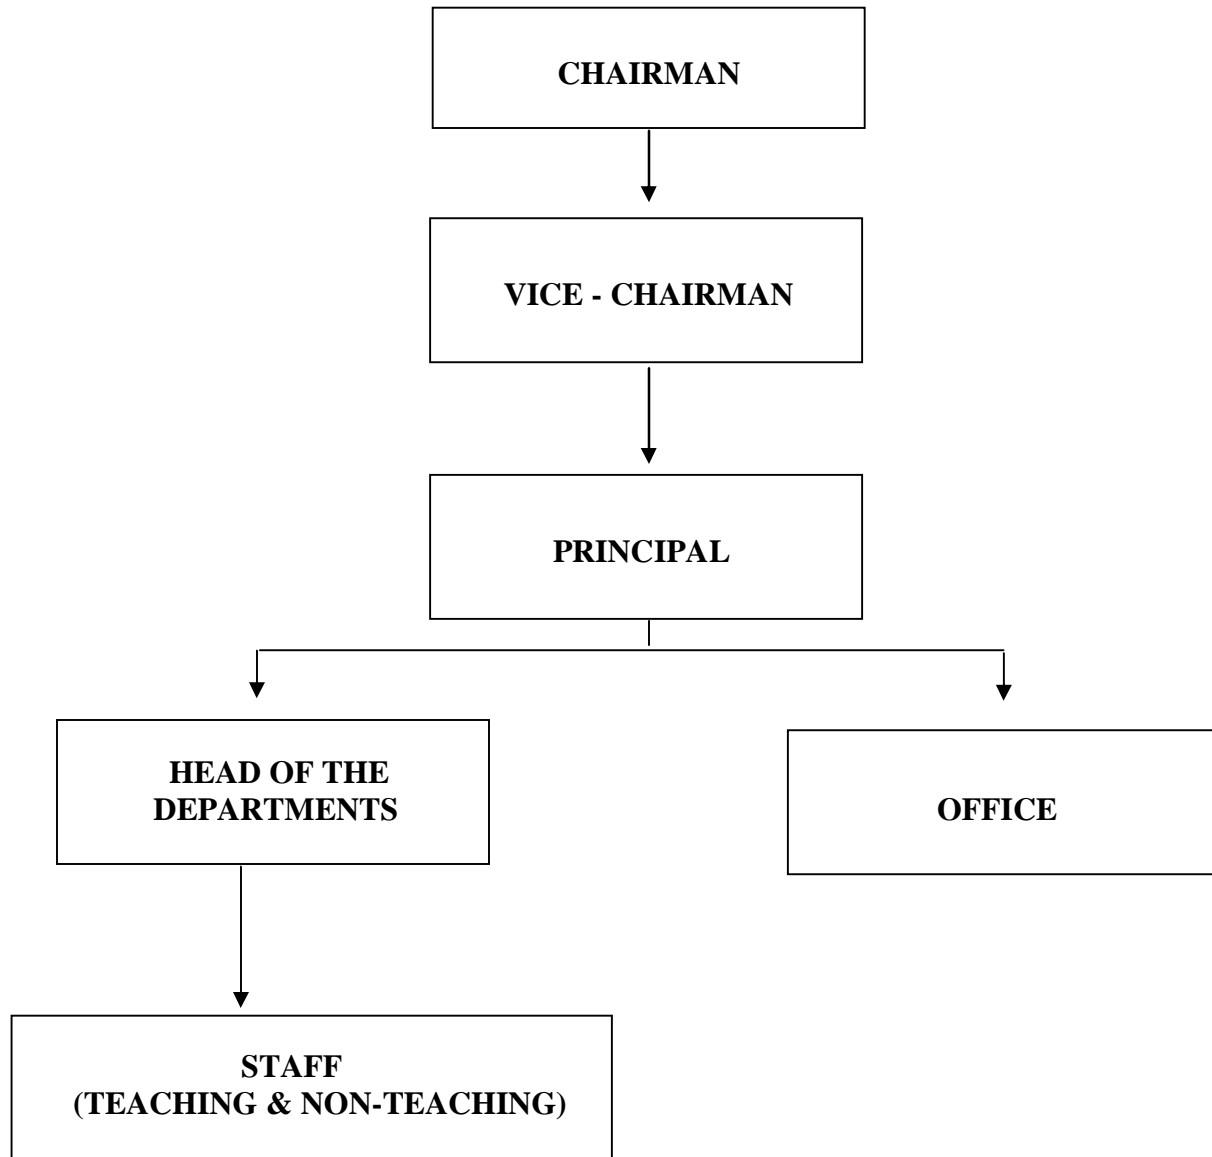 CHAIRMAN
VICE - CHAIRMAN
PRINCIPAL
HEAD OF THE
DEPARTMENTS
OFFICE
STAFF
(TEACHING & NON-TEACHING)